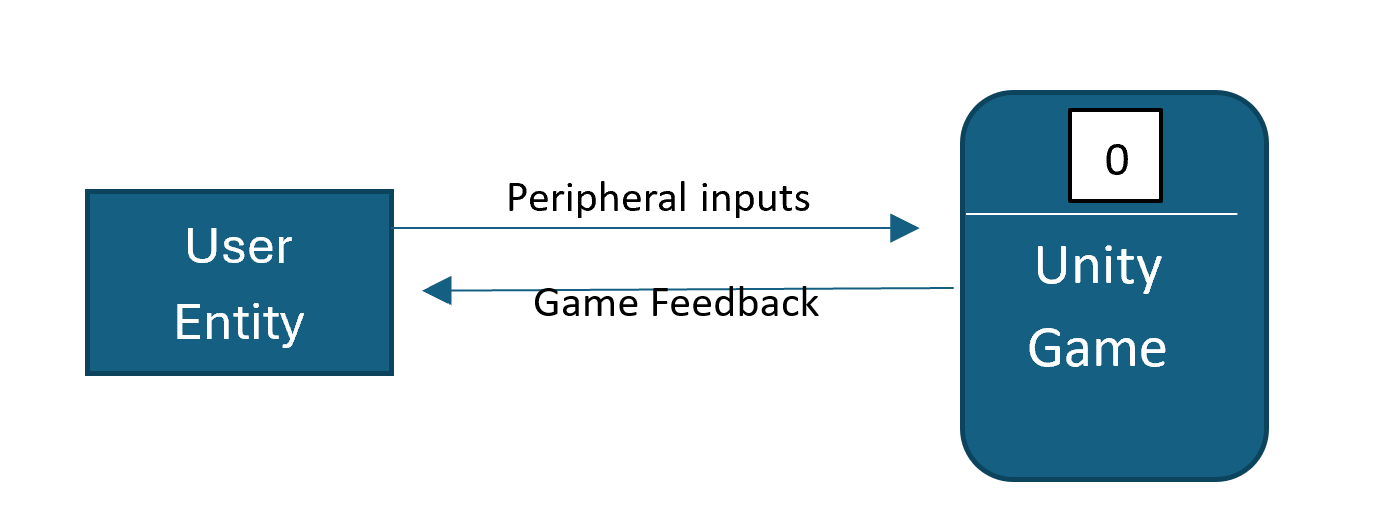 User
Entity
Peripheral inputs
Game Feedback
0
Unity
Game